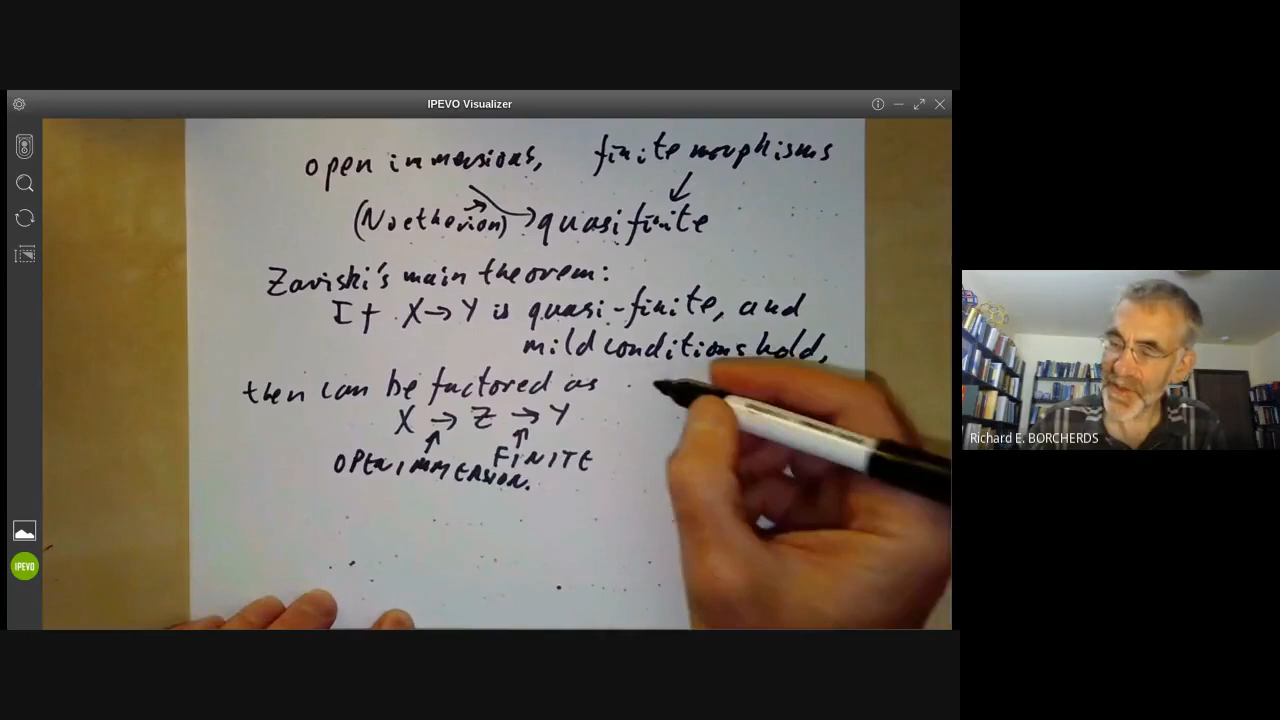 IPEVO Visualizer
open immersions, finite morphisms
(Noetherian) → quasifinite
Zariski's main theorem:
If X → Y is quasi-finite, and
mild conditions hold,
then can be factored as
X → Z → Y
OPEN IMMERSION. FINITE
IPEVO
Richard E. BORCHERDS